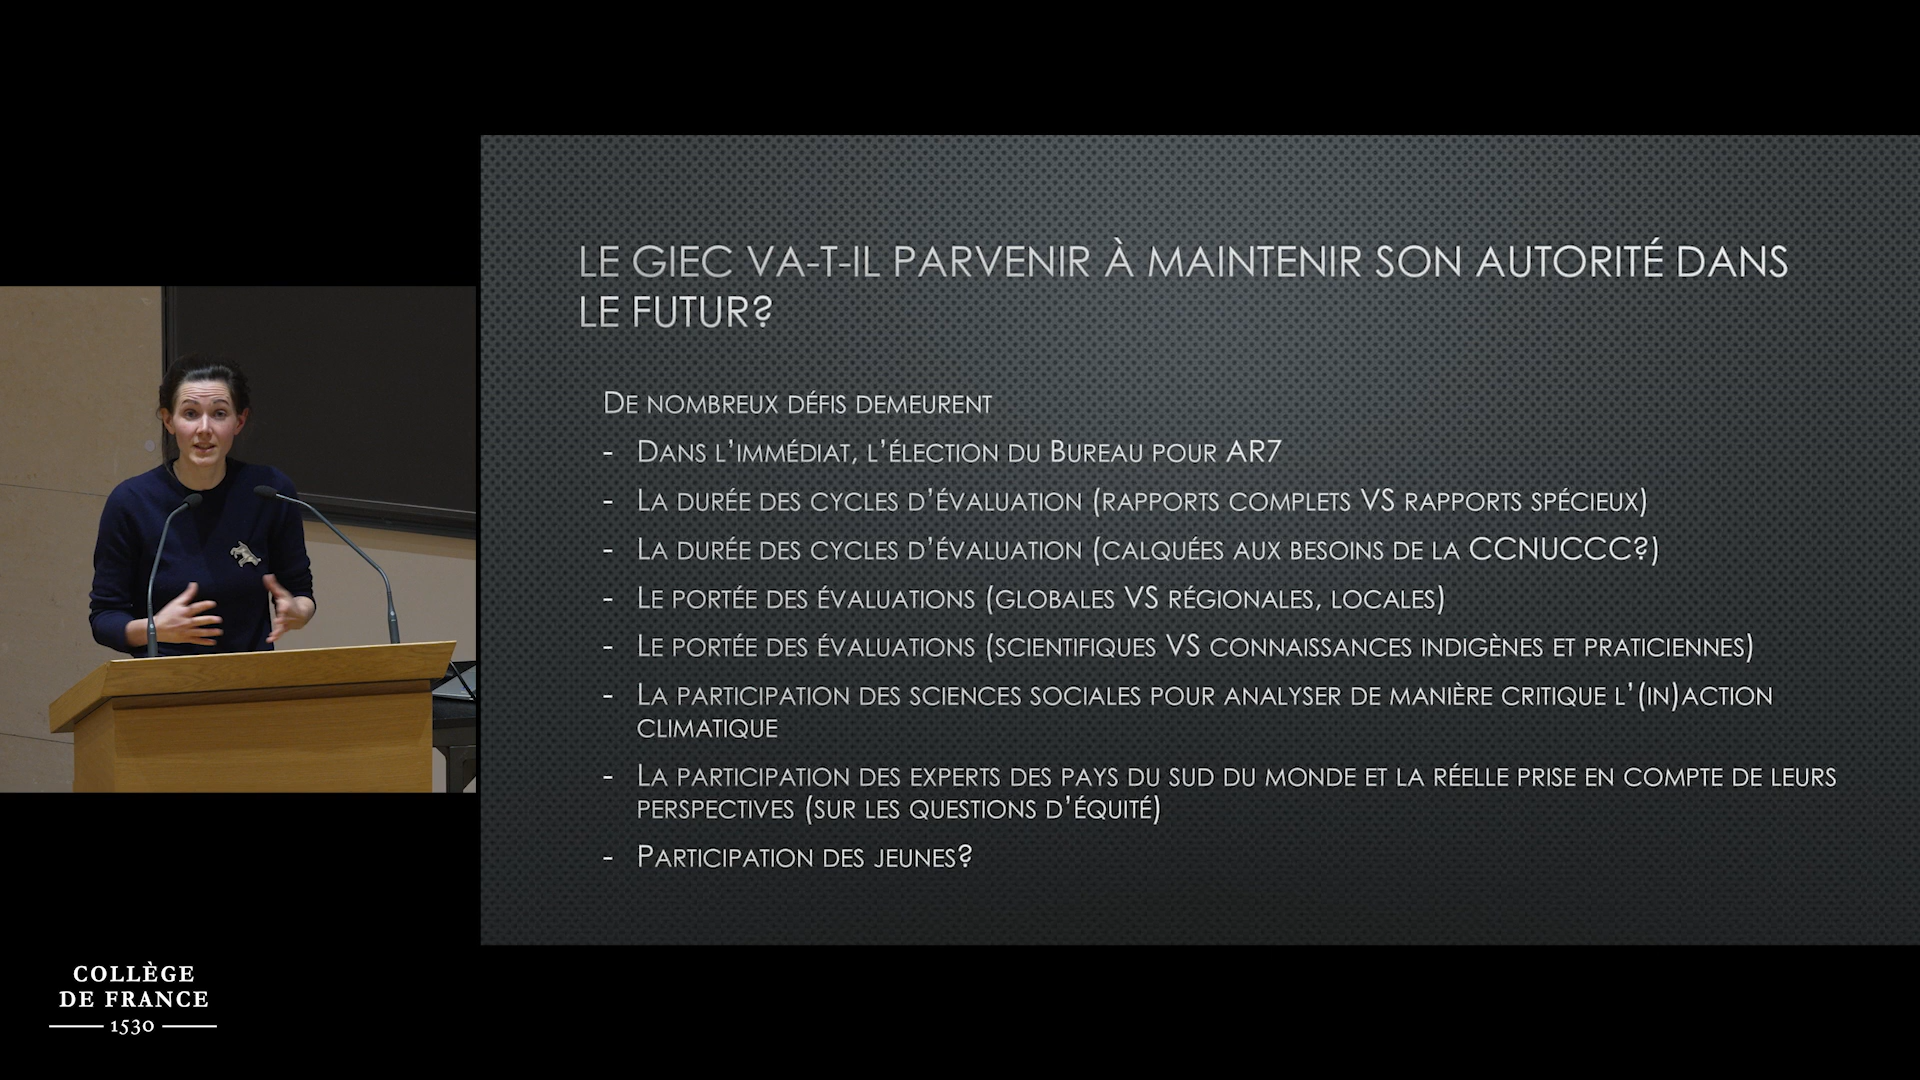 LE GIEC VA-T-IL PARVENIR À MAINTENIR SON AUTORITÉ DANS
LE FUTUR?
DE NOMBREUX DÉFIS DEMEURENT
- DANS L'IMMÉDIAT, L'ÉLECTION DU BUREAU POUR AR7
- LA DURÉE DES CYCLES D'ÉVALUATION (RAPPORTS COMPLETS VS RAPPORTS SPÉCIEUX)
- LA DURÉE DES CYCLES D'ÉVALUATION (CALQUÉES AUX BESOINS DE LA CCNUCCC?)
- LE PORTÉE DES ÉVALUATIONS (GLOBALES VS RÉGIONALES, LOCALES)
- LE PORTÉE DES ÉVALUATIONS (SCIENTIFIQUES VS CONNAISSANCES INDIGÈNES ET PRATICIENNES)
- LA PARTICIPATION DES SCIENCES SOCIALES POUR ANALYSER DE MANIÈRE CRITIQUE L'(IN)ACTION
CLIMATIQUE
- LA PARTICIPATION DES EXPERTS DES PAYS DU SUD DU MONDE ET LA RÉELLE PRISE EN COMPTE DE LEURS
PERSPECTIVES (SUR LES QUESTIONS D'ÉQUITÉ)
- PARTICIPATION DES JEUNES?
COLLÈGE
DE FRANCE
1530